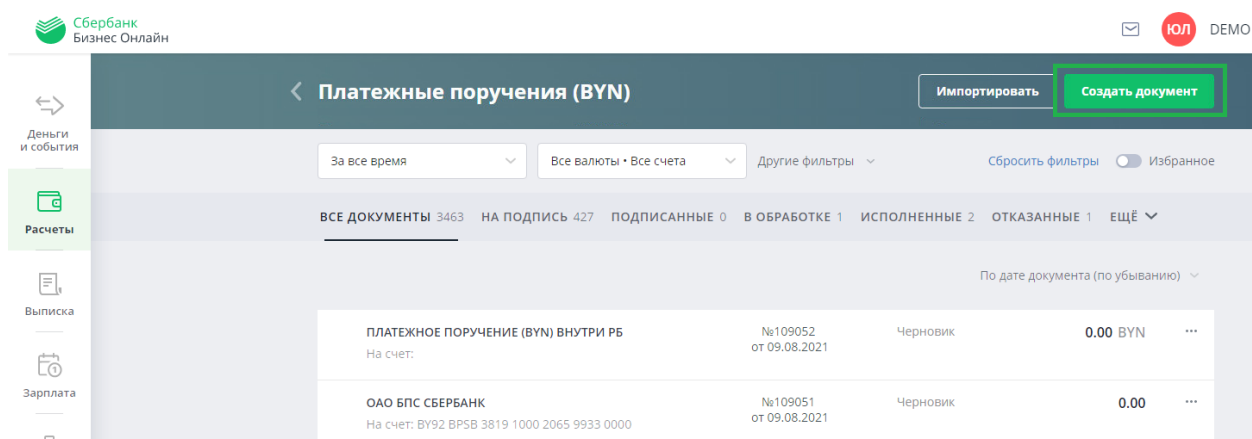 Сбербанк
Бизнес Онлайн
ЮЛ DEMO
Платежные поручения (BYN)
Импортировать
Создать документ
Деньги
и события
За все время
Все валюты • Все счета
Другие фильтры
Сбросить фильтры
Избранное
Расчеты
ВСЕ ДОКУМЕНТЫ 3463 НА ПОДПИСЬ 427 ПОДПИСАННЫЕ 0 В ОБРАБОТКЕ 1 ИСПОЛНЕННЫЕ 2 ОТКАЗАННЫЕ 1 ЕЩЁ
По дате документа (по убыванию)
Выписка
ПЛАТЕЖНОЕ ПОРУЧЕНИЕ (BYN) ВНУТРИ РБ
На счет:
№109052
от 09.08.2021
Черновик
0.00 BYN
Зарплата
ОАО БПС СБЕРБАНК
На счет: BY92 BPSB 3819 1000 2065 9933 0000
№109051
от 09.08.2021
Черновик
0.00